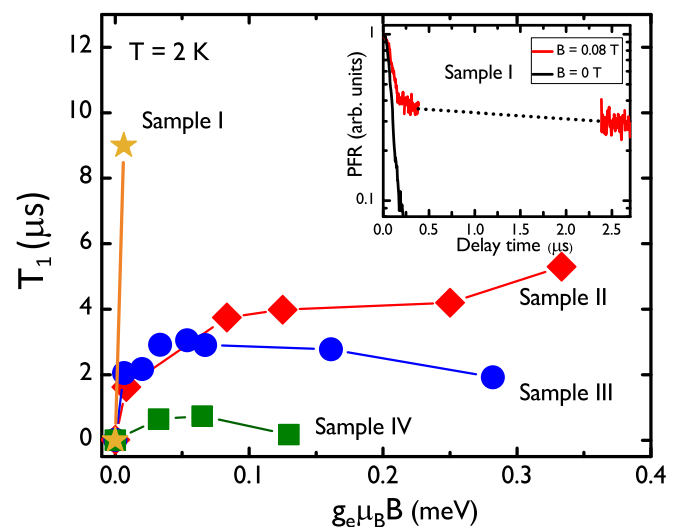 12
10
8
6
4
2
0
T₁ (μs)
T = 2 K
Sample I
Sample II
Sample III
Sample IV
0.0 0.1 0.2 0.3 0.4
gₑμ_BB (meV)
1
0.1
PFR (arb. units)
B = 0.08 T
B = 0 T
Sample I
0.0 0.5 1.0 1.5 2.0 2.5
Delay time (μs)